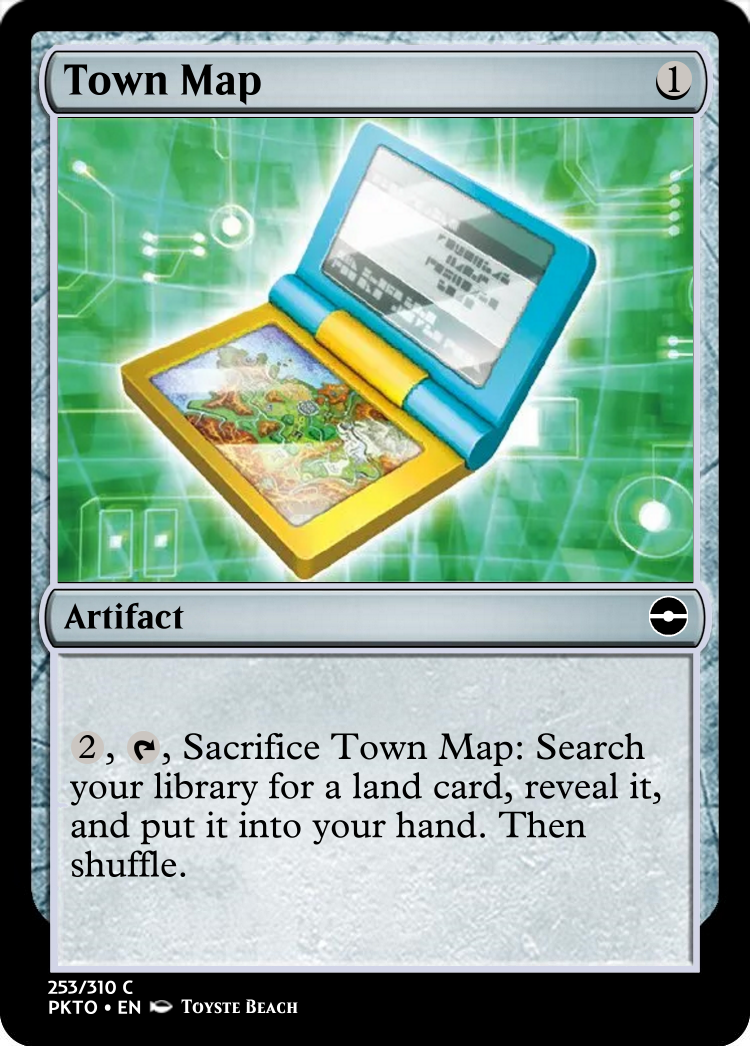 Town Map 1
Artifact
2, , Sacrifice Town Map: Search
your library for a land card, reveal it,
and put it into your hand. Then
shuffle.
253/310 C
PKTO • EN Toyste Beach